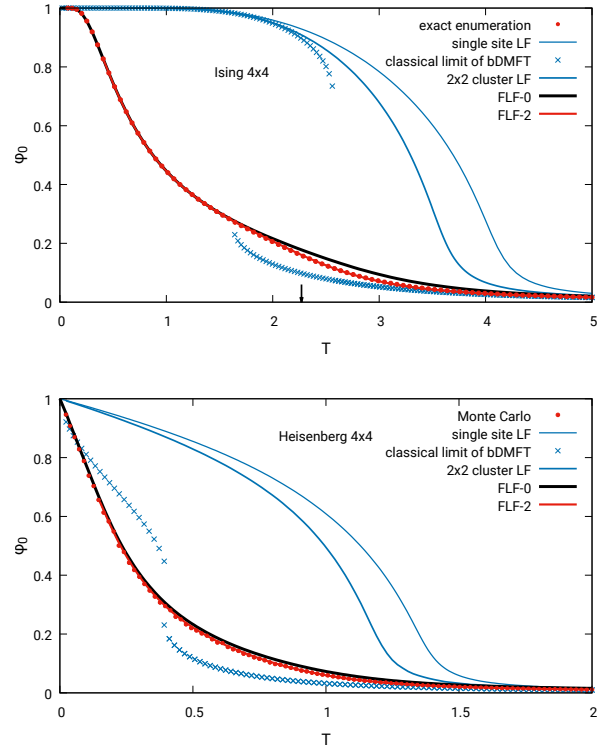 1
0.8
0.6
0.4
0.2
0
φ0
Ising 4x4
exact enumeration
single site LF
classical limit of bDMFT
2x2 cluster LF
FLF-0
FLF-2
0 1 2 3 4 5
T
1
0.8
0.6
0.4
0.2
0
φ0
Heisenberg 4x4
Monte Carlo
single site LF
classical limit of bDMFT
2x2 cluster LF
FLF-0
FLF-2
0 0.5 1 1.5 2
T